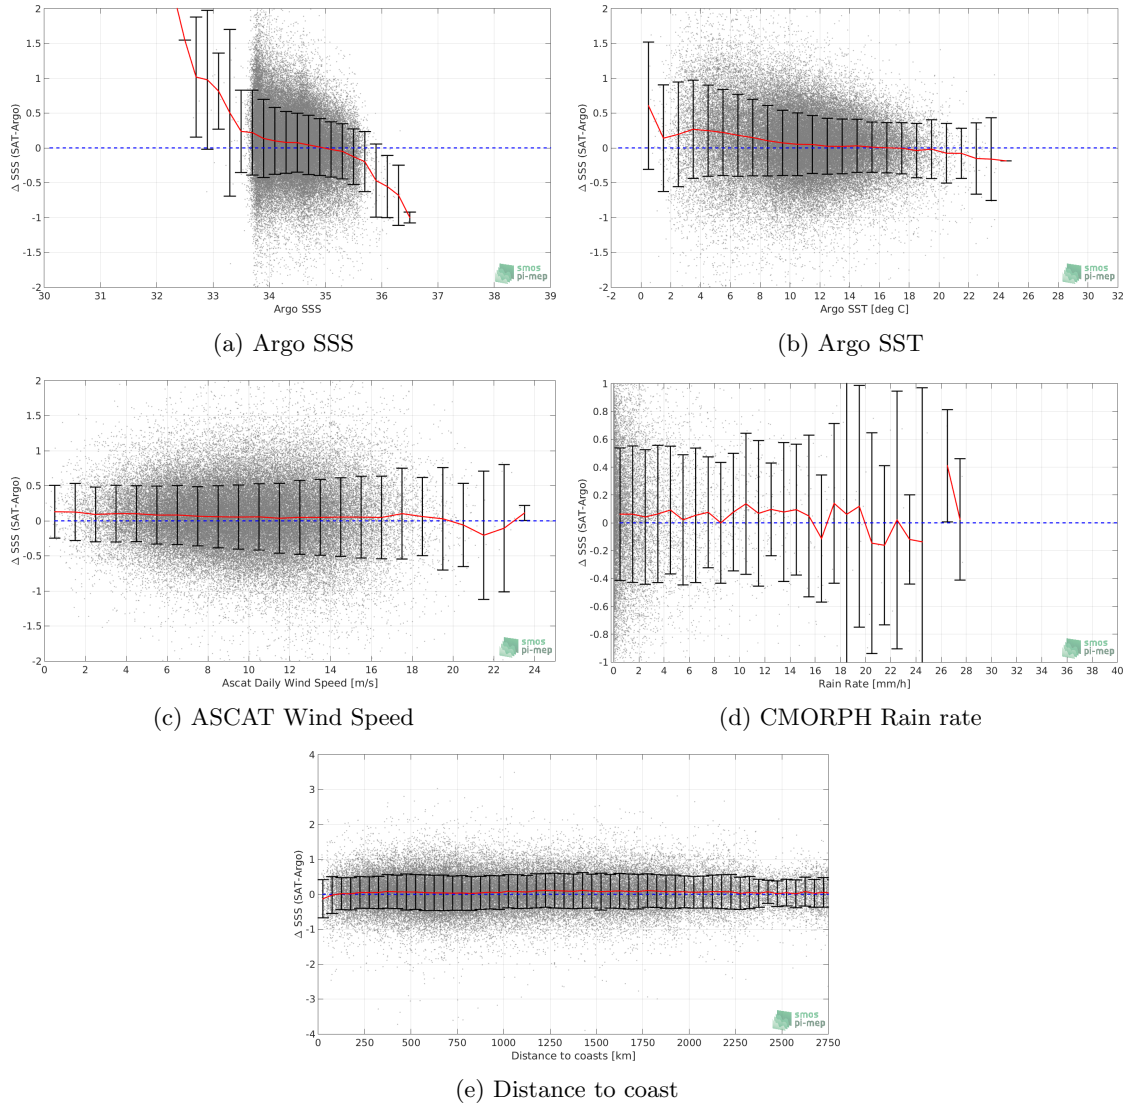 2
1.5
1
0.5
0
-0.5
-1
-1.5
-2
Δ SSS (SAT-Argo)
30 31 32 33 34 35 36 37 38 39
Argo SSS
smos
pi-mep
(a) Argo SSS
2
1.5
1
0.5
0
-0.5
-1
-1.5
-2
Δ SSS (SAT-Argo)
-2 0 2 4 6 8 10 12 14 16 18 20 22 24 26 28 30 32
Argo SST [deg C]
smos
pi-mep
(b) Argo SST
2
1.5
1
0.5
0
-0.5
-1
-1.5
-2
Δ SSS (SAT-Argo)
0 2 4 6 8 10 12 14 16 18 20 22 24
Ascat Daily Wind Speed [m/s]
smos
pi-mep
(c) ASCAT Wind Speed
1
0.8
0.6
0.4
0.2
0
-0.2
-0.4
-0.6
-0.8
-1
Δ SSS (SAT-Argo)
0 2 4 6 8 10 12 14 16 18 20 22 24 26 28 30 32 34 36 38 40
Rain Rate [mm/h]
smos
pi-mep
(d) CMORPH Rain rate
4
3
2
1
0
-1
-2
-3
-4
Δ SSS (SAT-Argo)
0 250 500 750 1000 1250 1500 1750 2000 2250 2500 2750
Distance to coasts [km]
smos
pi-mep
(e) Distance to coast